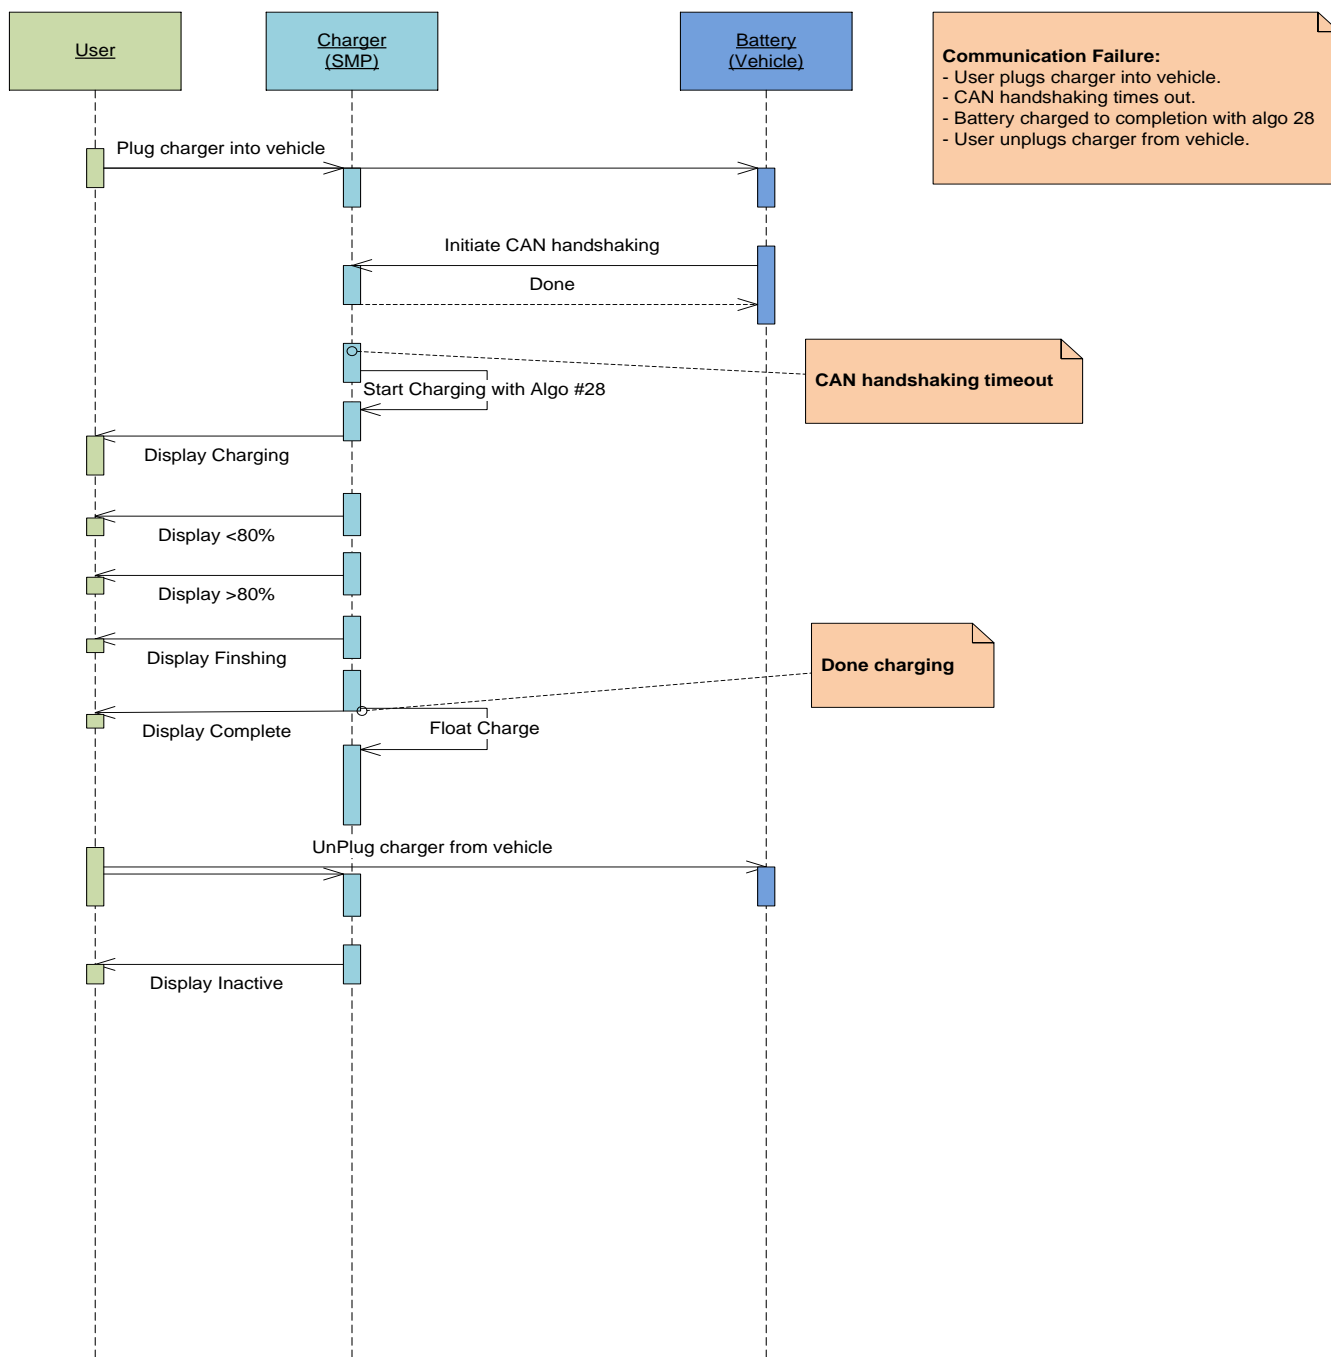 User
Charger
(SMP)
Battery
(Vehicle)
Communication Failure:
- User plugs charger into vehicle.
- CAN handshaking times out.
- Battery charged to completion with algo 28
- User unplugs charger from vehicle.
Plug charger into vehicle
Initiate CAN handshaking
Done
CAN handshaking timeout
Start Charging with Algo #28
Display Charging
Display <80%
Display >80%
Display Finshing
Done charging
Display Complete
Float Charge
UnPlug charger from vehicle
Display Inactive